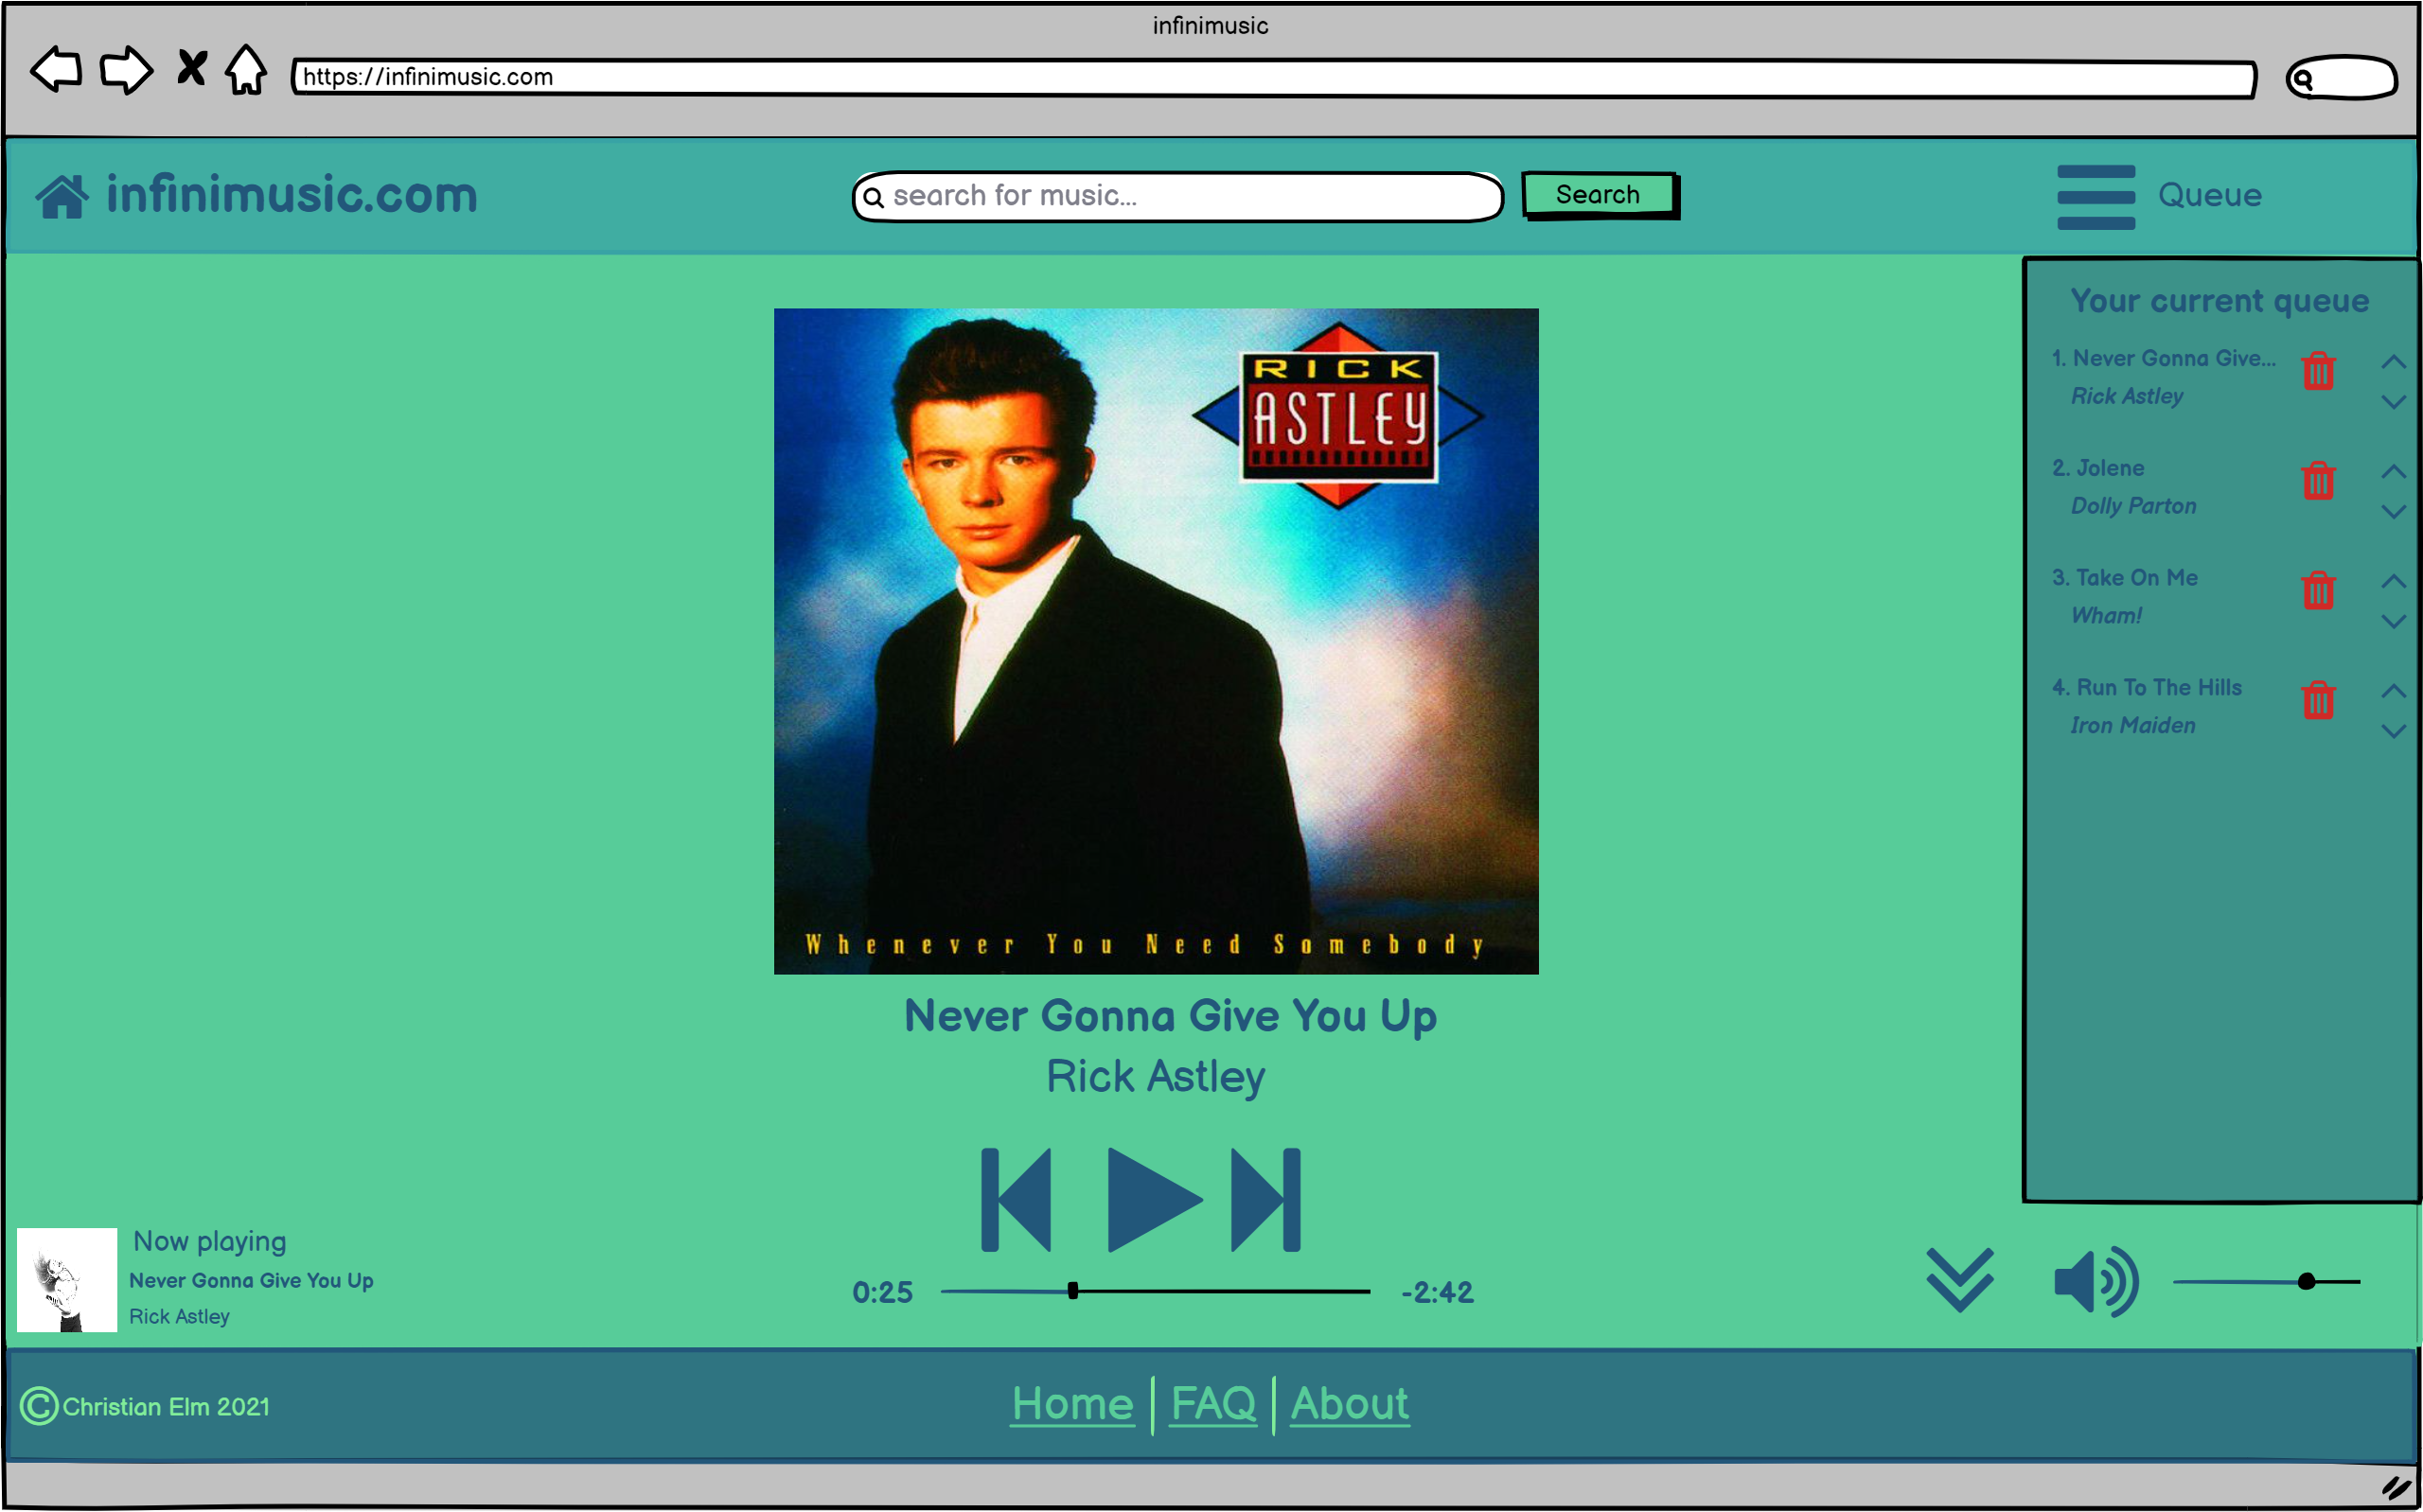 infinimusic
https://infinimusic.com
infinimusic.com
search for music...
Search
Queue
RICK
ASTLEY
Whenever You Need Somebody
Never Gonna Give You Up
Rick Astley
0:25
-2:42
Your current queue
1. Never Gonna Give...
Rick Astley
2. Jolene
Dolly Parton
3. Take On Me
Wham!
4. Run To The Hills
Iron Maiden
Now playing
Never Gonna Give You Up
Rick Astley
©Christian Elm 2021
Home | FAQ | About